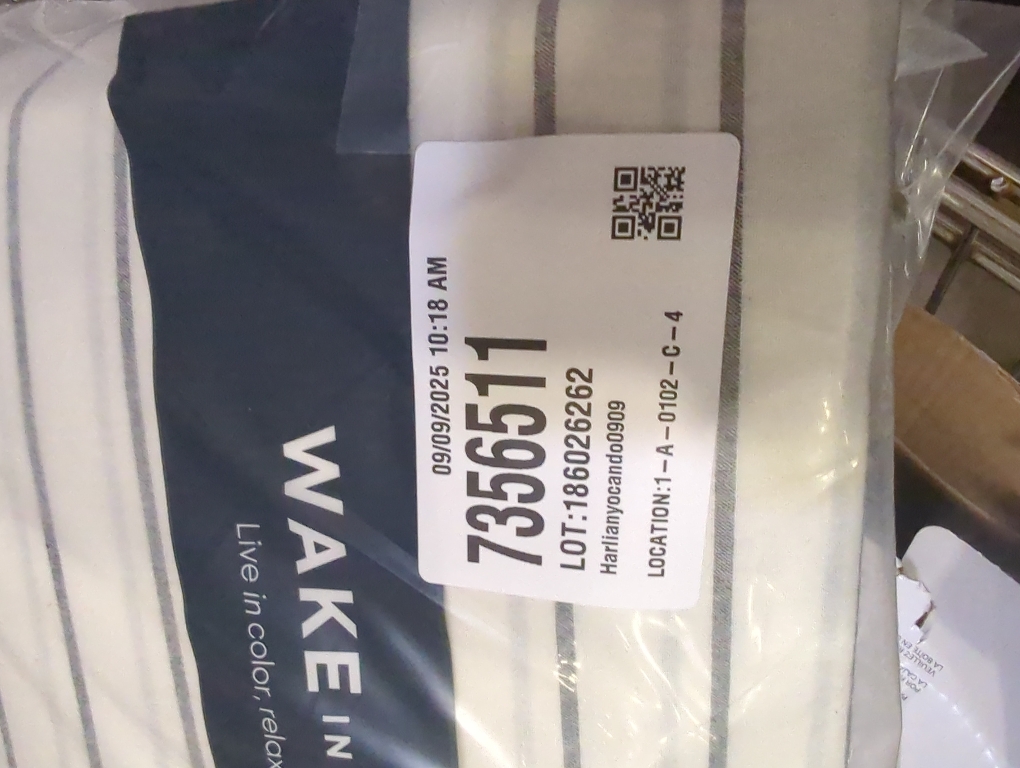 09/09/2025 10:18 AM
7356511
LOT:186026262
Harlianyocando0909
LOCATION:1-A-0102-C-4
WAKE IN
Live in color, relax